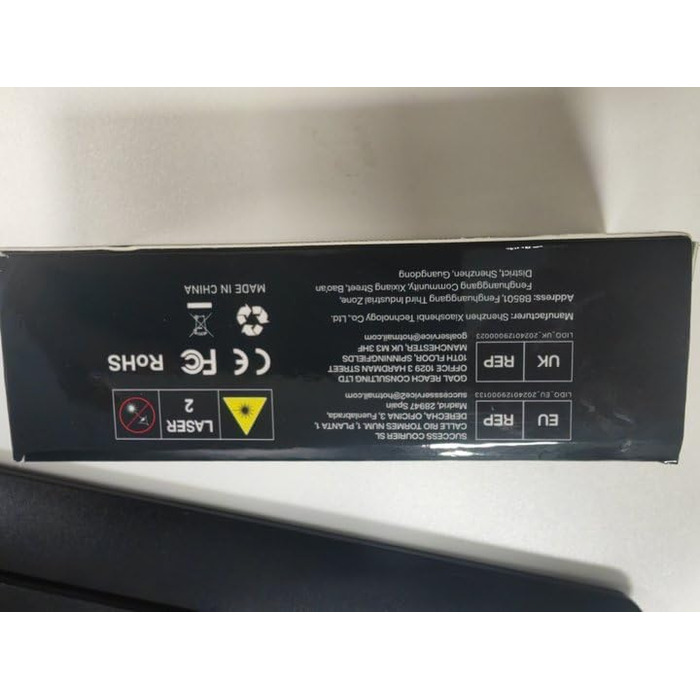 EU REP
SUCCESS COURIER SL
CALLE RIO TORMES NUM. 1, PLANTA 1,
DERECHA, OFICINA 3, Fuenlabrada,
Madrid, 28947 Spain
successservice2@hotmail.com
LIDG_EU_20240129000133
UK REP
GOAL REACH CONSULTING LTD
OFFICE 1029 3 HARDMAN STREET
10TH FLOOR, SPINNINGFIELDS
MANCHESTER, UK M3 3HF
goalservice@hotmail.com
LIDG_UK_20240129000023
Manufacturer: Shenzhen Xiaoshenbi Technology Co., Ltd.
Address: B8501, Fenghuanggang Third Industrial Zone,
Fenghuanggang Community, Xixiang Street, Bao'an
District, Shenzhen, Guangdong
LASER
2
CE FC RoHS
MADE IN CHINA